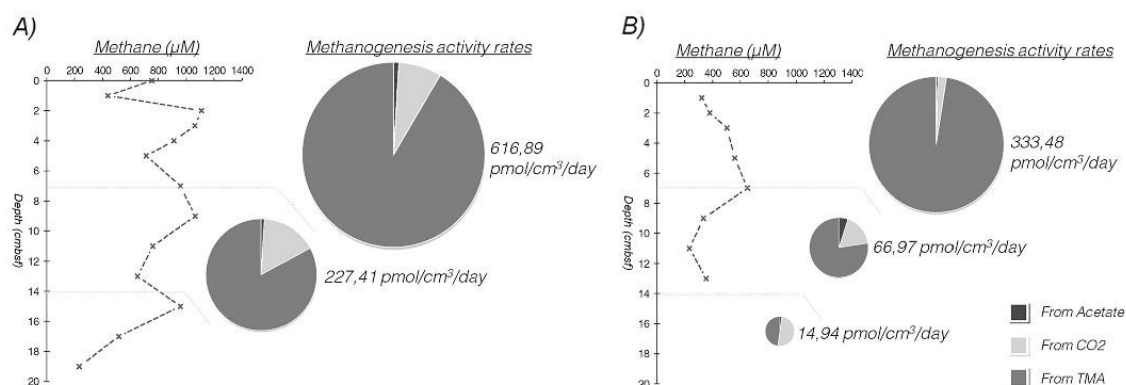 A)
Methane (µM)
0 200 400 600 800 1000 1200 1400
0
2
4
6
8
10
12
14
16
18
20
Depth (cmbsf)
Methanogenesis activity rates
616,89
pmol/cm³/day
227,41 pmol/cm³/day
B)
Methane (µM)
0 200 400 600 800 1000 1200 1400
0
2
4
6
8
10
12
14
16
18
20
Depth (cmbsf)
Methanogenesis activity rates
333,48
pmol/cm³/day
66,97 pmol/cm³/day
14,94 pmol/cm³/day
From Acetate
From CO2
From TMA